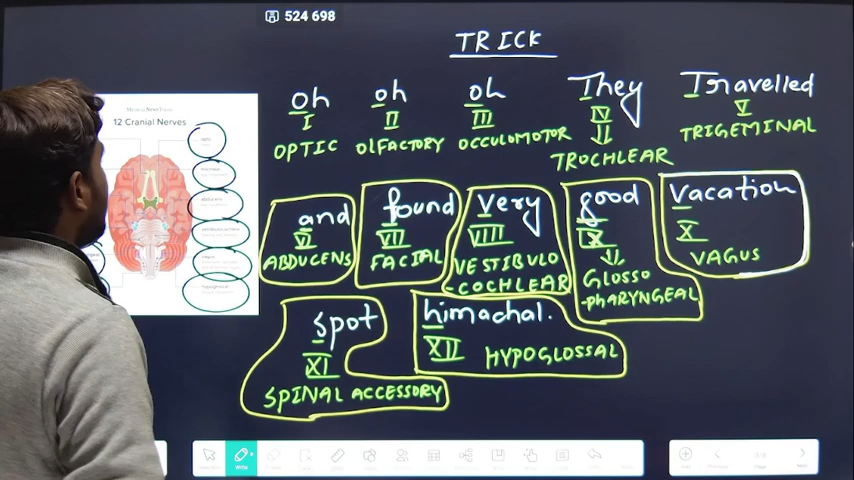 524 698
TRICK
oh oh oh They Travelled
I II III IV V
OPTIC OLFACTORY OCCULOMOTOR TROCHLEAR TRIGEMINAL
Medical News Today
12 Cranial Nerves
and found very good vacation
VI VII VIII IX X
ABDUCENS FACIAL VESTIBULO GLOSSO VAGUS
-COCHLEAR -PHARYNGEAL
spot himachal.
XI XII
SPINAL ACCESSORY HYPOGLOSSAL
Write